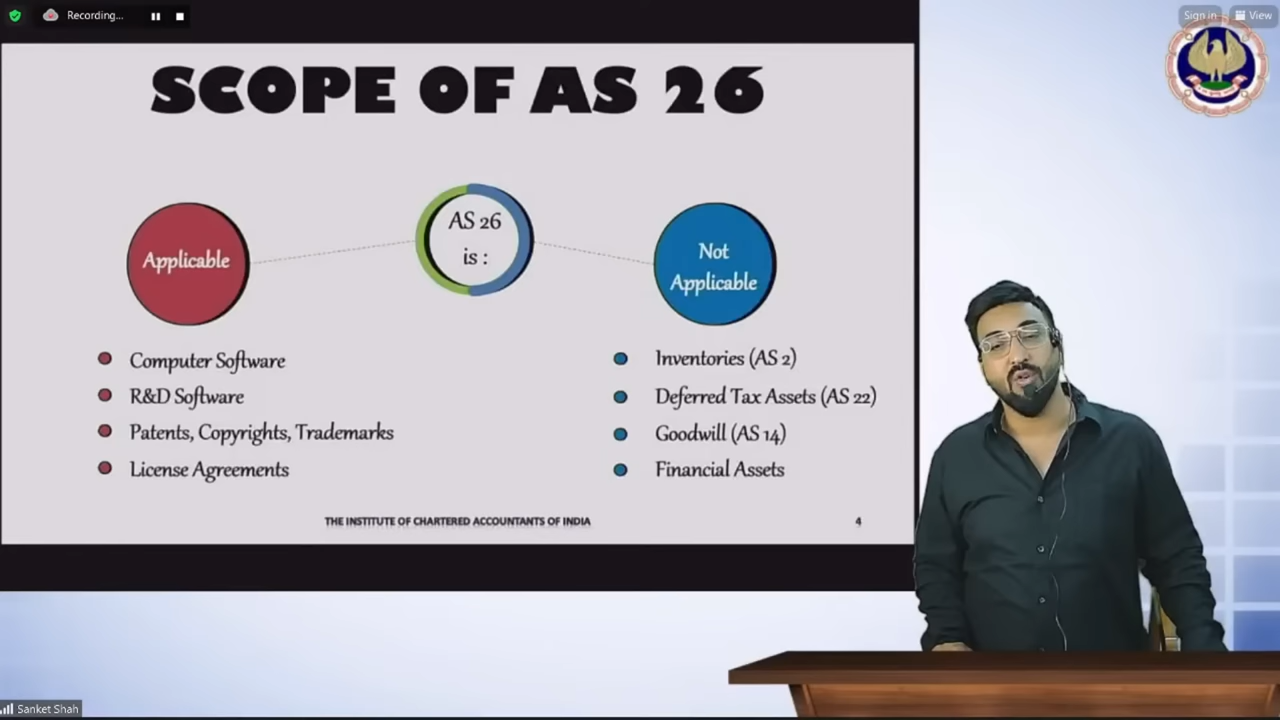 Recording...
Sign in
View
SCOPE OF AS 26
AS 26
is :
Applicable
Not
Applicable
Computer Software
R&D Software
Patents, Copyrights, Trademarks
License Agreements
Inventories (AS 2)
Deferred Tax Assets (AS 22)
Goodwill (AS 14)
Financial Assets
THE INSTITUTE OF CHARTERED ACCOUNTANTS OF INDIA
4
Sanket Shah